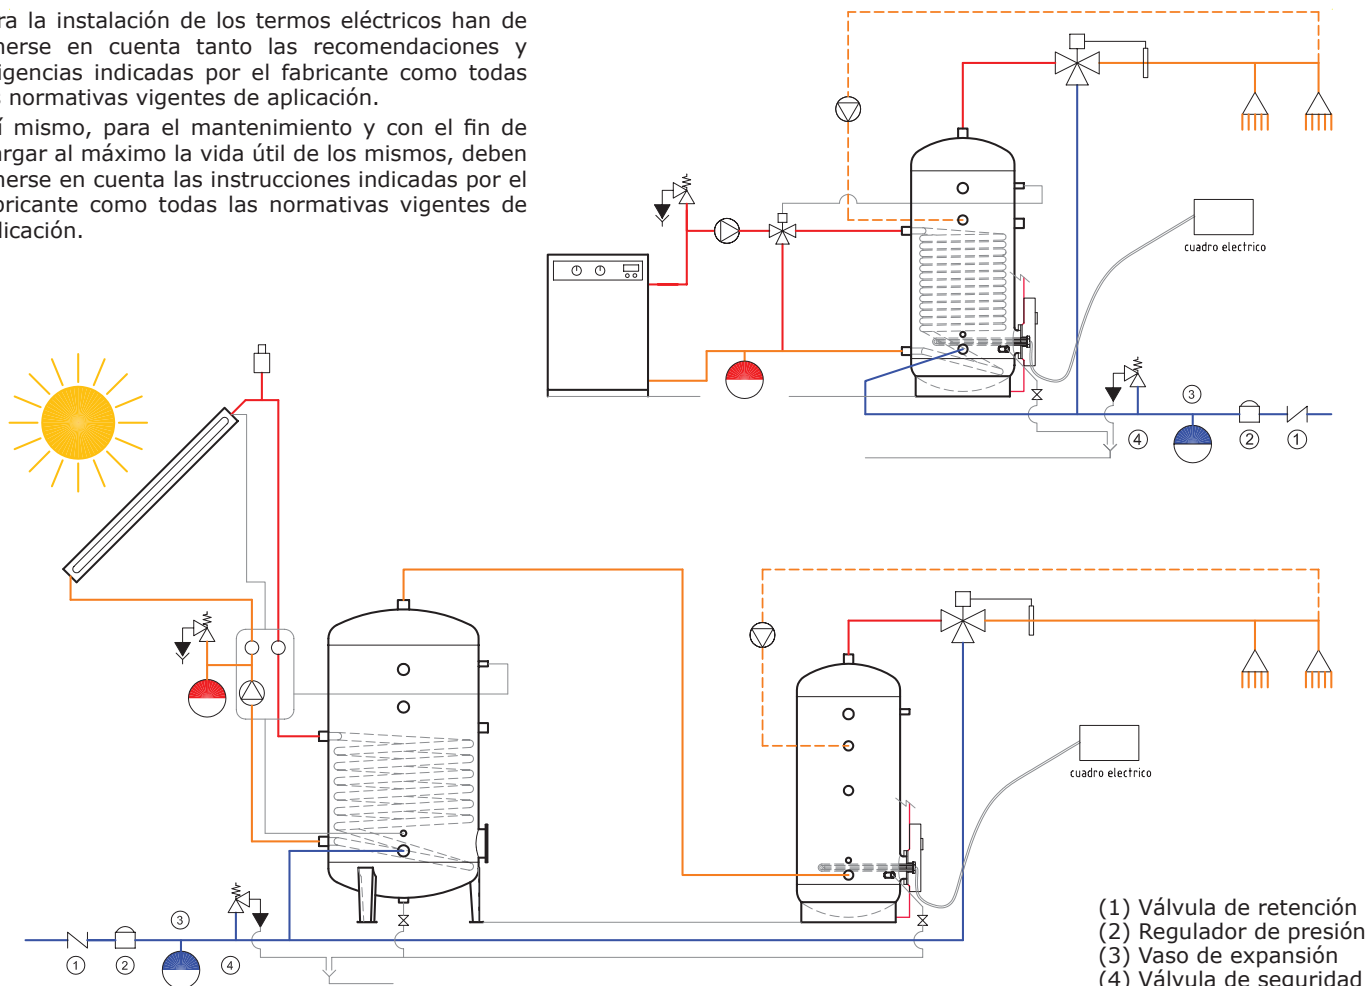 ra la instalación de los termos eléctricos han de
nerse en cuenta tanto las recomendaciones y
igencias indicadas por el fabricante como todas
s normativas vigentes de aplicación.
í mismo, para el mantenimiento y con el fin de
argar al máximo la vida útil de los mismos, deben
nerse en cuenta las instrucciones indicadas por el
bricante como todas las normativas vigentes de
licación.
cuadro electrico
3
4
2
1
cuadro electrico
3
1
2
4
(1) Válvula de retención
(2) Regulador de presión
(3) Vaso de expansión
(4) Válvula de seguridad